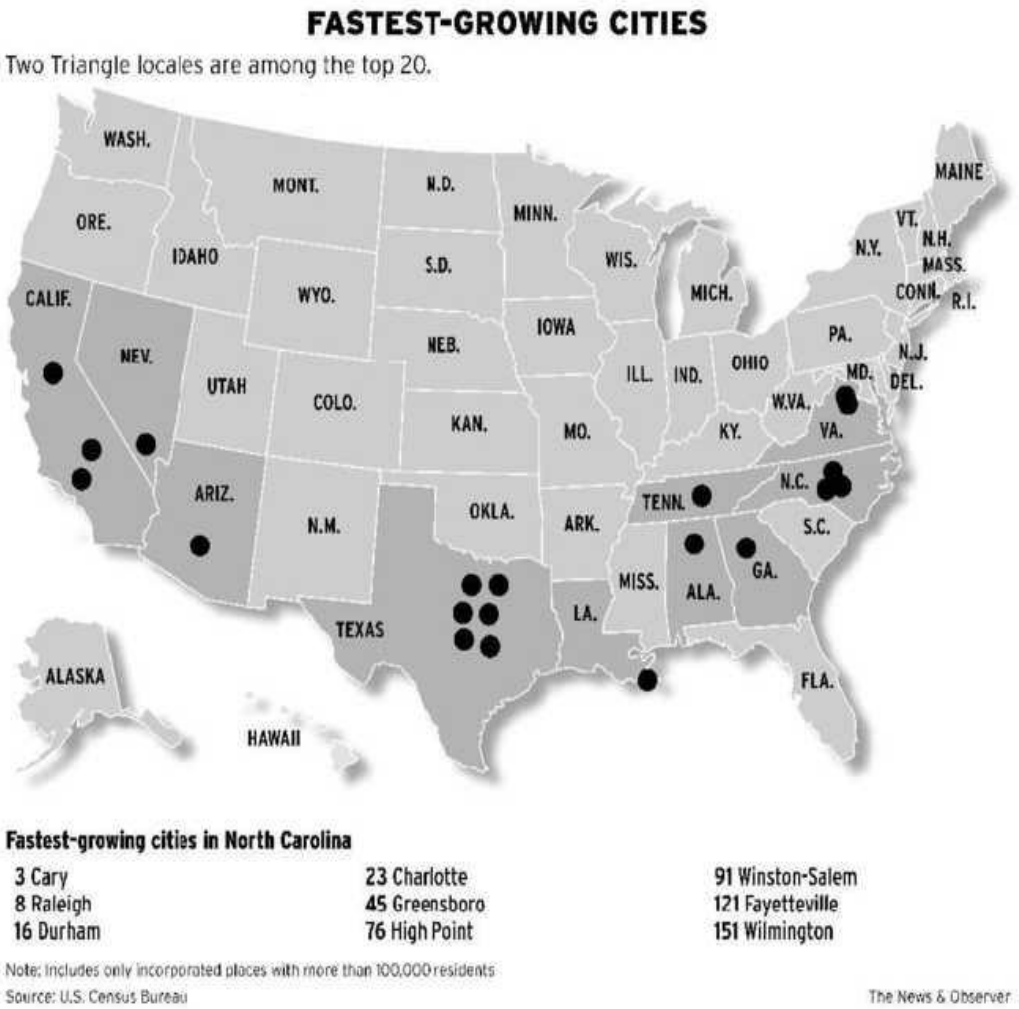 FASTEST-GROWING CITIES
Two Triangle locales are among the top 20.
WASH.
MONT.
N.D.
MINN.
MAINE
ORE.
IDAHO
S.D.
WIS.
MICH.
N.Y.
VT.
N.H.
MASS.
CONN.
R.I.
CALIF.
NEV.
WYO.
NEB.
IOWA
PA.
N.J.
UTAH
COLO.
KAN.
MO.
ILL.
IND.
OHIO
MD.
DEL.
W.VA.
VA.
KY.
ARIZ.
N.M.
OKLA.
ARK.
TENN.
N.C.
S.C.
TEXAS
LA.
MISS.
ALA.
GA.
FLA.
ALASKA
HAWAII
Fastest-growing cities in North Carolina
3 Cary
8 Raleigh
16 Durham
23 Charlotte
45 Greensboro
76 High Point
91 Winston-Salem
121 Fayetteville
151 Wilmington
Note: Includes only incorporated places with more than 100,000 residents
Source: U.S. Census Bureau
The News & Observer